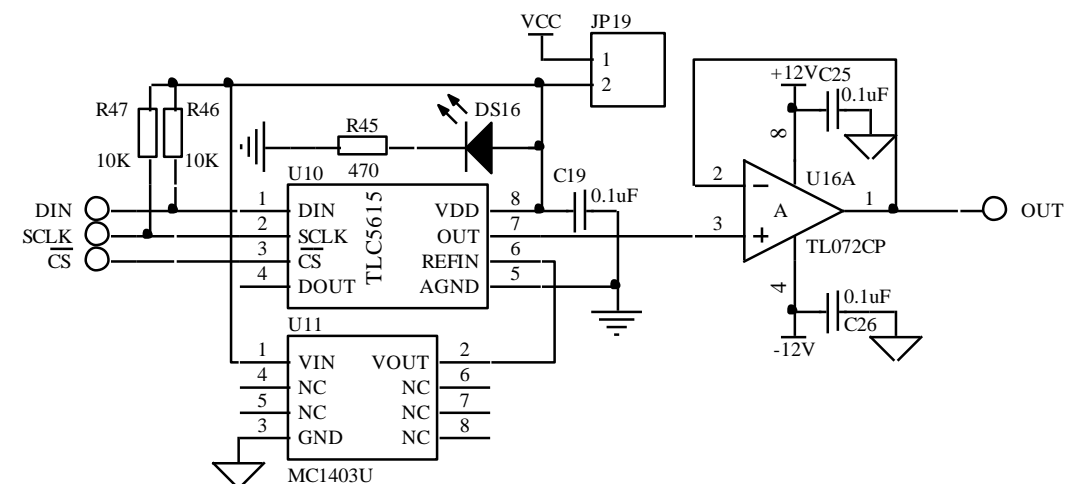 VCC
JP19
1
2
R47
10K
R46
10K
R45
470
DS16
C19
0.1uF
+12V
C25
0.1uF
8
U16A
2
−
A
3
+
1
OUT
TL072CP
4
0.1uF
C26
-12V
U10
DIN
SCLK
C̅S̅
1 DIN
2 SCLK
3 C̅S̅
4 DOUT
TLC5615
VDD 8
OUT 7
REFIN 6
AGND 5
U11
1 VIN
4 NC
5 NC
3 GND
VOUT 2
NC 6
NC 7
NC 8
MC1403U